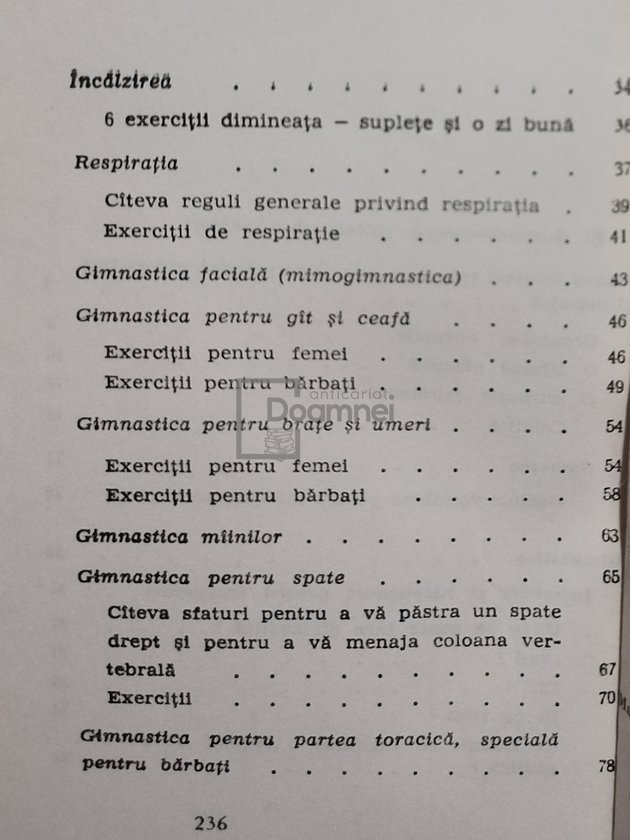 Încălzirea . . . . . . . . . . 34
6 exerciții dimineața — suplețe și o zi bună 36
Respirația . . . . . . . . . . 37
Cîteva reguli generale privind respirația . 39
Exerciții de respirație . . . . . . 41
Gimnastica facială (mimogimnastica) . . . 43
Gimnastica pentru gît și ceafă . . . . 46
Exerciții pentru femei . . . . . . 46
Exerciții pentru bărbați . . . . . . 49
anticariat
Doamnei
Gimnastica pentru brațe și umeri . . . . 54
Exerciții pentru femei . . . . . . 54
Exerciții pentru bărbați . . . . . 58
Gimnastica mîinilor . . . . . . . . 63
Gimnastica pentru spate . . . . . . 65
Cîteva sfaturi pentru a vă păstra un spate
drept și pentru a vă menaja coloana ver-
tebrală . . . . . . . . . . 67
Exerciții . . . . . . . . . . 70
Gimnastica pentru partea toracică, specială
pentru bărbați . . . . . . . . 78
236